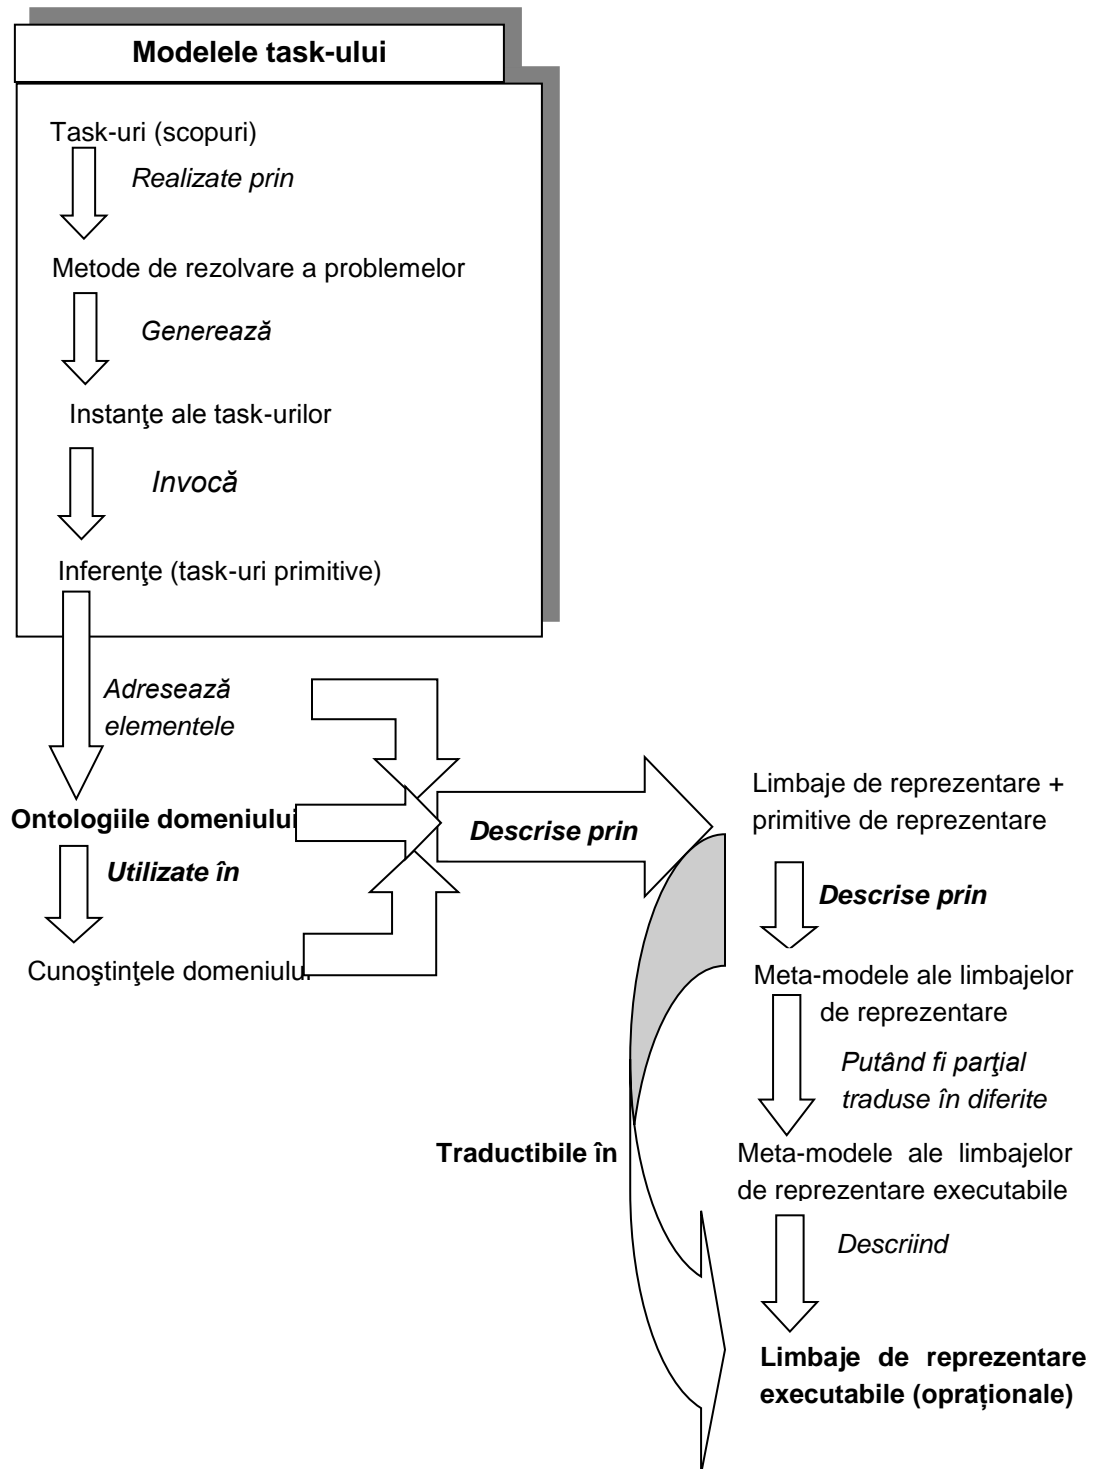 Modelele task-ului
Task-uri (scopuri)
Realizate prin
Metode de rezolvare a problemelor
Generează
Instanţe ale task-urilor
Invocă
Inferenţe (task-uri primitive)
Adresează
elementele
Ontologiile domeniului
Utilizate în
Cunoştinţele domeniului
Descrise prin
Limbaje de reprezentare +
primitive de reprezentare
Descrise prin
Meta-modele ale limbajelor
de reprezentare
Putând fi parţial
traduse în diferite
Traductibile în
Meta-modele ale limbajelor
de reprezentare executabile
Descriind
Limbaje de reprezentare
executabile (opraționale)